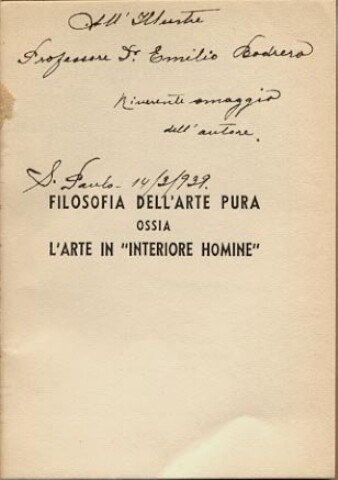 All'Illustre
Professore Dr Emilio Bodrero
Riverente omaggio
dell'autore.
S. Paulo - 14/2/939.
FILOSOFIA DELL'ARTE PURA
OSSIA
L'ARTE IN "INTERIORE HOMINE"